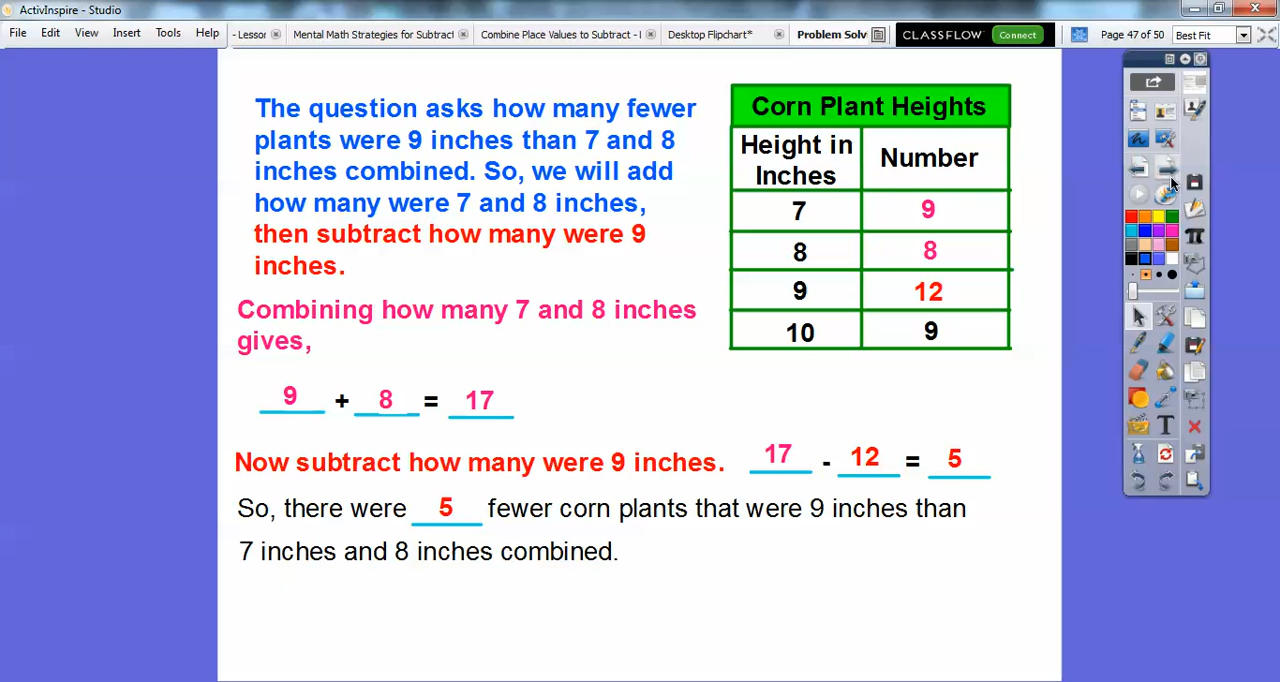 ActivInspire - Studio
File Edit View Insert Tools Help
- Lesson Mental Math Strategies for Subtract Combine Place Values to Subtract - l Desktop Flipchart* Problem Solv CLASSFLOW Connect Page 47 of 50 Best Fit
The question asks how many fewer
plants were 9 inches than 7 and 8
inches combined. So, we will add
how many were 7 and 8 inches,
then subtract how many were 9
inches.
Corn Plant Heights
Height in
Inches
Number
7 9
8 8
9 12
10 9
Combining how many 7 and 8 inches
gives,
9 + 8 = 17
Now subtract how many were 9 inches. 17 - 12 = 5
So, there were 5 fewer corn plants that were 9 inches than
7 inches and 8 inches combined.